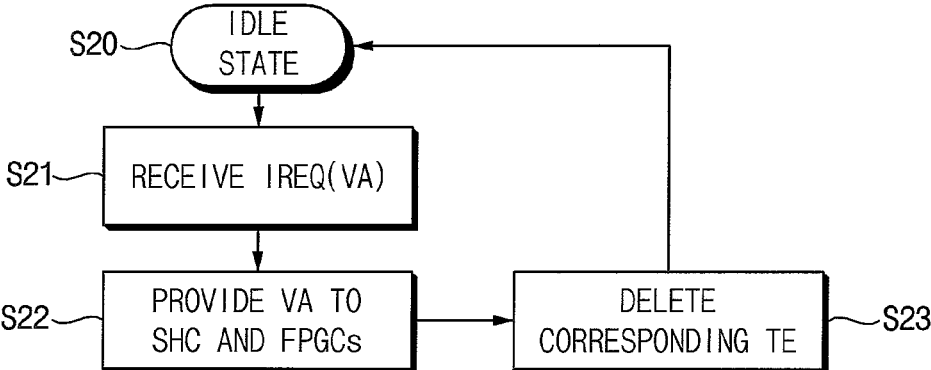 S20
IDLE
STATE
S21
RECEIVE IREQ(VA)
S22
PROVIDE VA TO
SHC AND FPGCs
DELETE
CORRESPONDING TE
S23